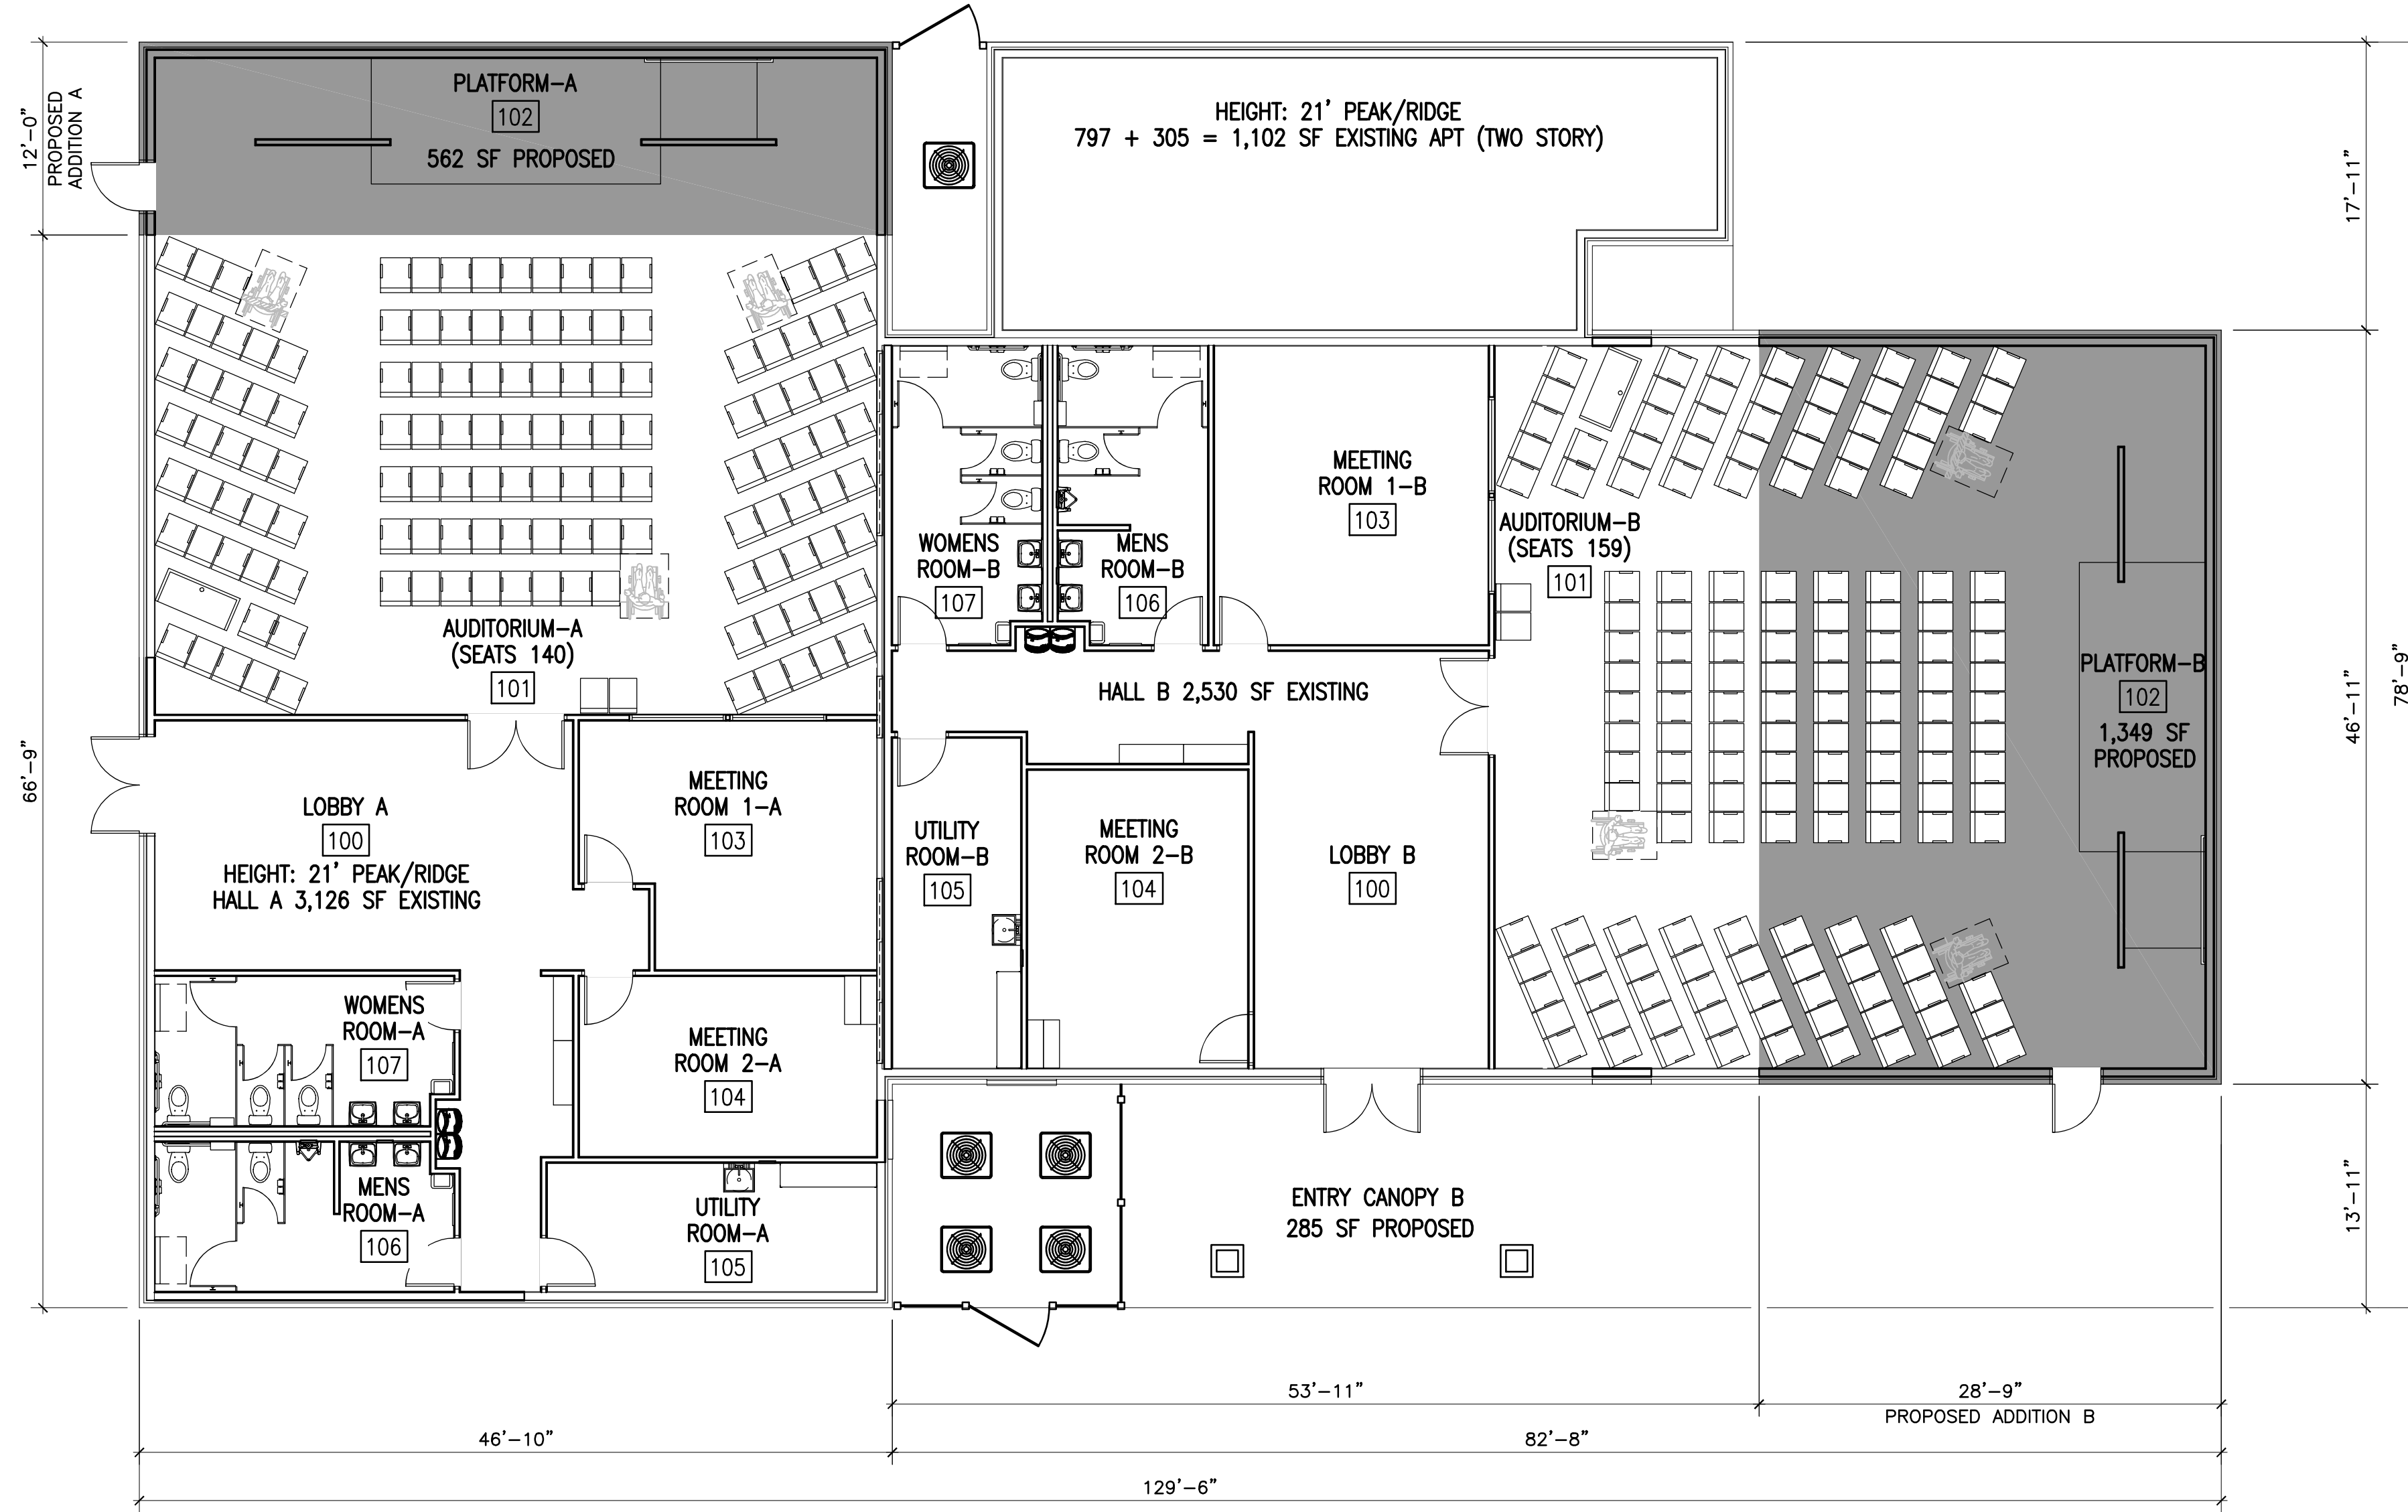 12'-0"
PROPOSED
ADDITION A
66'-9"
PLATFORM-A
102
562 SF PROPOSED
HEIGHT: 21' PEAK/RIDGE
797 + 305 = 1,102 SF EXISTING APT (TWO STORY)
17'-11"
AUDITORIUM-A
(SEATS 140)
101
WOMENS
ROOM-B
107
MENS
ROOM-B
106
MEETING
ROOM 1-B
103
AUDITORIUM-B
(SEATS 159)
101
HALL B 2,530 SF EXISTING
PLATFORM-B
102
1,349 SF
PROPOSED
46'-11"
78'-9"
LOBBY A
100
HEIGHT: 21' PEAK/RIDGE
HALL A 3,126 SF EXISTING
MEETING
ROOM 1-A
103
UTILITY
ROOM-B
105
MEETING
ROOM 2-B
104
LOBBY B
100
WOMENS
ROOM-A
107
MEETING
ROOM 2-A
104
MENS
ROOM-A
106
UTILITY
ROOM-A
105
ENTRY CANOPY B
285 SF PROPOSED
13'-11"
53'-11"
28'-9"
PROPOSED ADDITION B
46'-10"
82'-8"
129'-6"